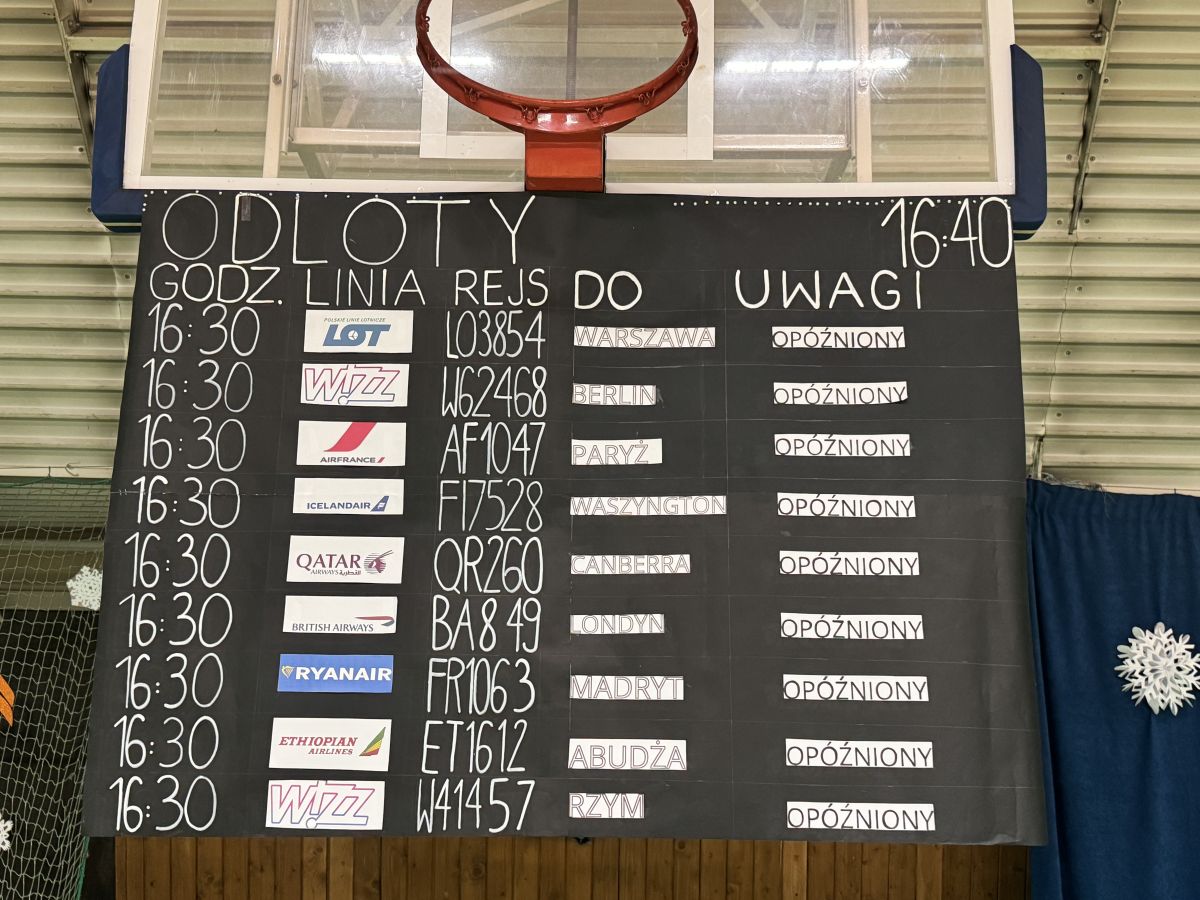 ODLOTY 16:40
GODZ. LINIA REJS DO UWAGI
16:30 POLSKIE LINIE LOTNICZE LOT LO3854 WARSZAWA OPÓŹNIONY
16:30 WIZZ W62468 BERLIN OPÓŹNIONY
16:30 AIRFRANCE AF1047 PARYŻ OPÓŹNIONY
16:30 ICELANDAIR FI7528 WASZYNGTON OPÓŹNIONY
16:30 QATAR AIRWAYS القطرية QR260 CANBERRA OPÓŹNIONY
16:30 BRITISH AIRWAYS BA849 LONDYN OPÓŹNIONY
16:30 RYANAIR FR1063 MADRYT OPÓŹNIONY
16:30 ETHIOPIAN AIRLINES ET1612 ABUDŻA OPÓŹNIONY
16:30 WIZZ W41457 RZYM OPÓŹNIONY